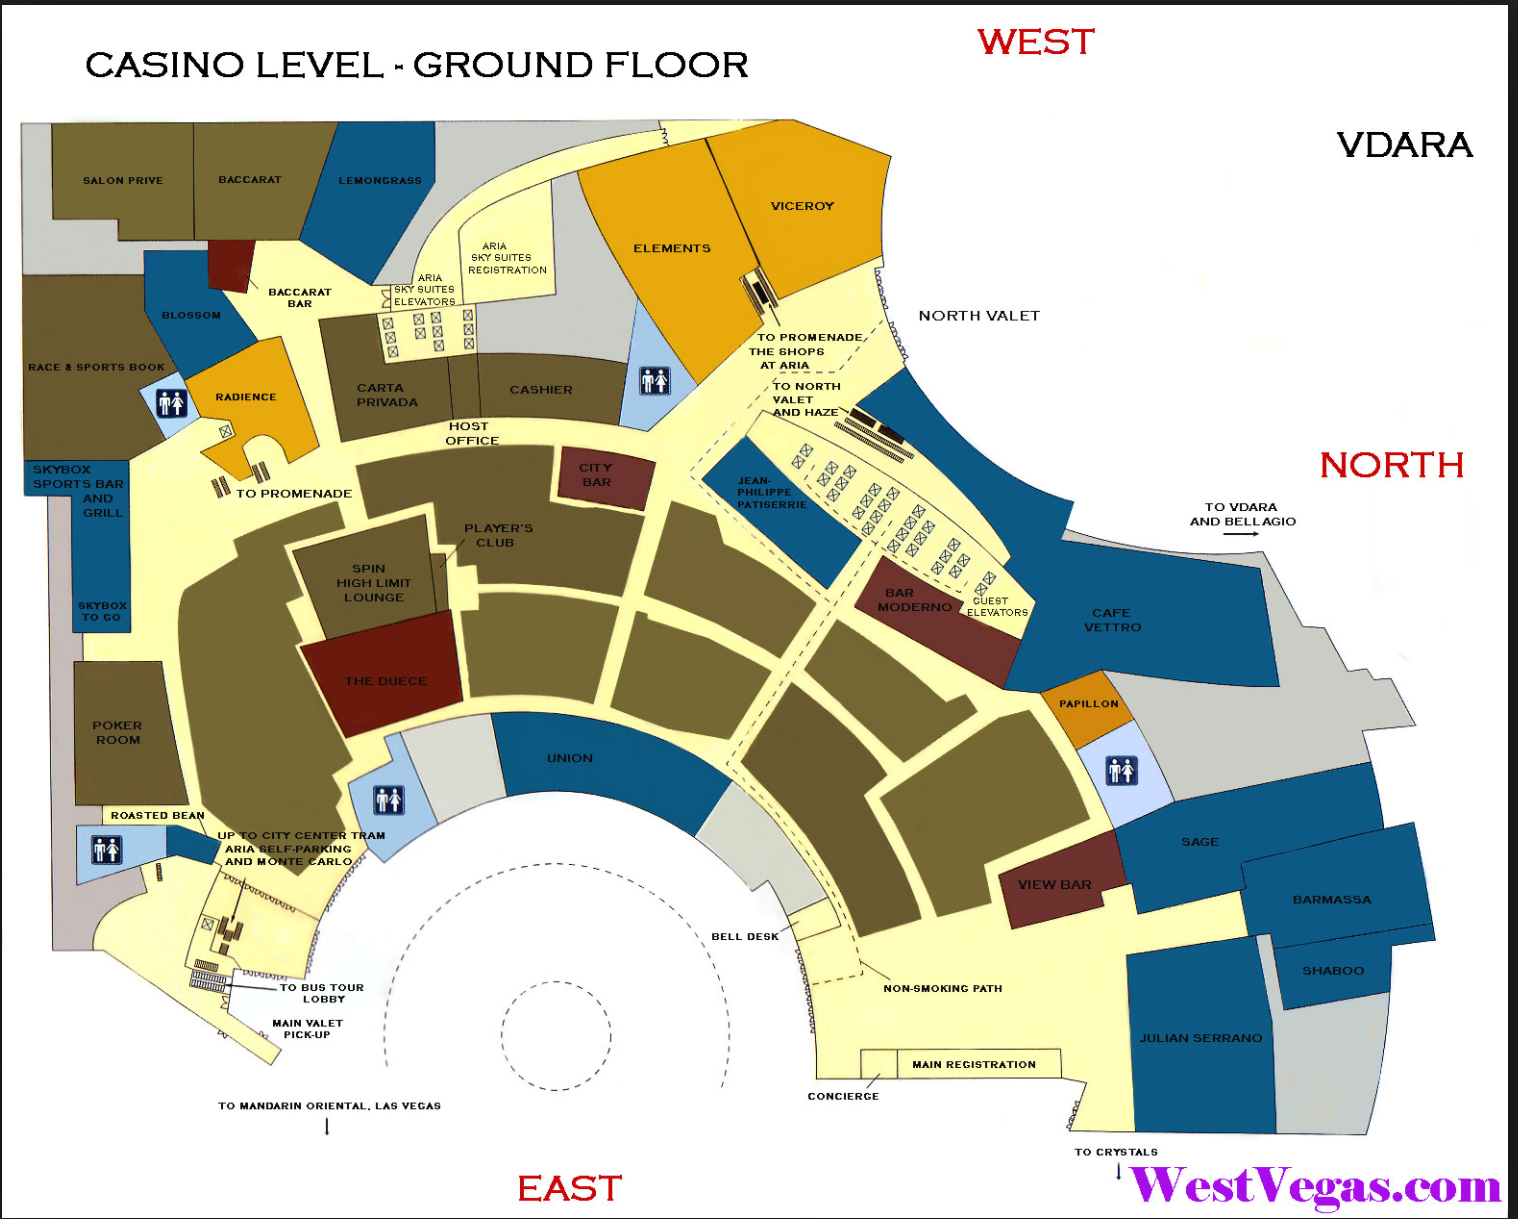 CASINO LEVEL - GROUND FLOOR
WEST
VDARA
SALON PRIVE
BACCARAT
LEMONGRASS
VICEROY
ELEMENTS
ARIA
SKY SUITES
REGISTRATION
ARIA
SKY SUITES
ELEVATORS
BACCARAT
BAR
BLOSSOM
NORTH VALET
TO PROMENADE
THE SHOPS
AT ARIA
RACE & SPORTS BOOK
RADIENCE
CARTA
PRIVADA
CASHIER
TO NORTH
VALET
AND HAZE
HOST
OFFICE
SKYBOX
SPORTS BAR
AND
GRILL
TO PROMENADE
CITY
BAR
JEAN-
PHILIPPE
PATISERRIE
NORTH
TO VDARA
AND BELLAGIO
PLAYER'S
CLUB
SPIN
HIGH LIMIT
LOUNGE
SKYBOX
TO GO
BAR
MODERNO
GUEST
ELEVATORS
CAFE
VETTRO
THE DUECE
PAPILLON
POKER
ROOM
UNION
ROASTED BEAN
UP TO CITY CENTER TRAM
ARIA SELF-PARKING
AND MONTE CARLO
SAGE
VIEW BAR
BARMASSA
BELL DESK
SHABOO
NON-SMOKING PATH
TO BUS TOUR
LOBBY
MAIN VALET
PICK-UP
JULIAN SERRANO
MAIN REGISTRATION
CONCIERGE
TO MANDARIN ORIENTAL, LAS VEGAS
TO CRYSTALS
EAST
WestVegas.com